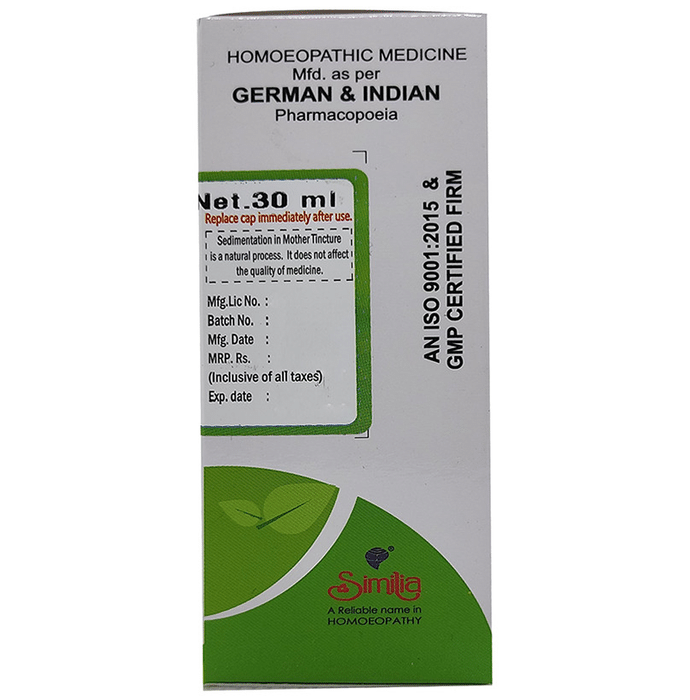 HOMOEOPATHIC MEDICINE
Mfd. as per
GERMAN & INDIAN
Pharmacopoeia
Net.30 ml
Replace cap immediately after use.
Sedimentation in Mother Tincture
is a natural process. It does not affect
the quality of medicine.
Mfg.Lic No. :
Batch No. :
Mfg. Date :
MRP. Rs. :
(Inclusive of all taxes)
Exp. date :
AN ISO 9001:2015 &
GMP CERTIFIED FIRM
Similia
A Reliable name in
HOMOEOPATHY